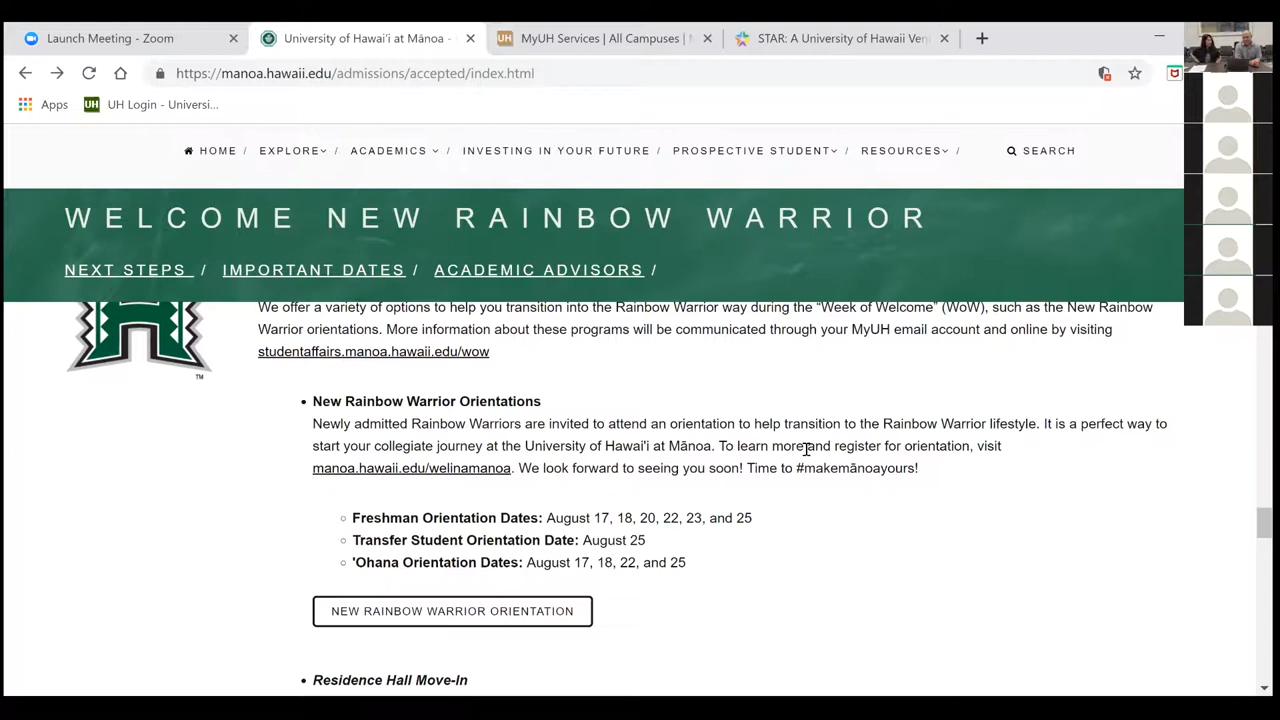 Launch Meeting - Zoom
University of Hawai'i at Mānoa -
MyUH Services | All Campuses |
STAR: A University of Hawaii Ven
https://manoa.hawaii.edu/admissions/accepted/index.html
Apps
UH
UH Login - Universi...
HOME / EXPLORE / ACADEMICS / INVESTING IN YOUR FUTURE / PROSPECTIVE STUDENT / RESOURCES / SEARCH
WELCOME NEW RAINBOW WARRIOR
NEXT STEPS / IMPORTANT DATES / ACADEMIC ADVISORS /
We offer a variety of options to help you transition into the Rainbow Warrior way during the “Week of Welcome” (WoW), such as the New Rainbow
Warrior orientations. More information about these programs will be communicated through your MyUH email account and online by visiting
studentaffairs.manoa.hawaii.edu/wow
TM
• New Rainbow Warrior Orientations
Newly admitted Rainbow Warriors are invited to attend an orientation to help transition to the Rainbow Warrior lifestyle. It is a perfect way to
start your collegiate journey at the University of Hawai'i at Mānoa. To learn more and register for orientation, visit
manoa.hawaii.edu/welinamanoa. We look forward to seeing you soon! Time to #makemānoayours!
Freshman Orientation Dates: August 17, 18, 20, 22, 23, and 25
Transfer Student Orientation Date: August 25
'Ohana Orientation Dates: August 17, 18, 22, and 25
NEW RAINBOW WARRIOR ORIENTATION
• Residence Hall Move-In